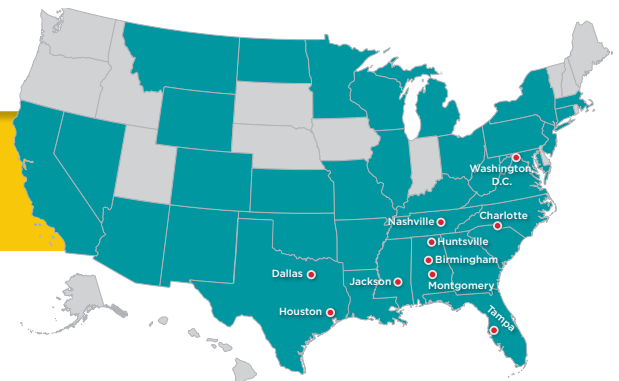 Washington,
D.C.
Nashville
Charlotte
Huntsville
Birmingham
Dallas
Jackson
Montgomery
Houston
Tampa